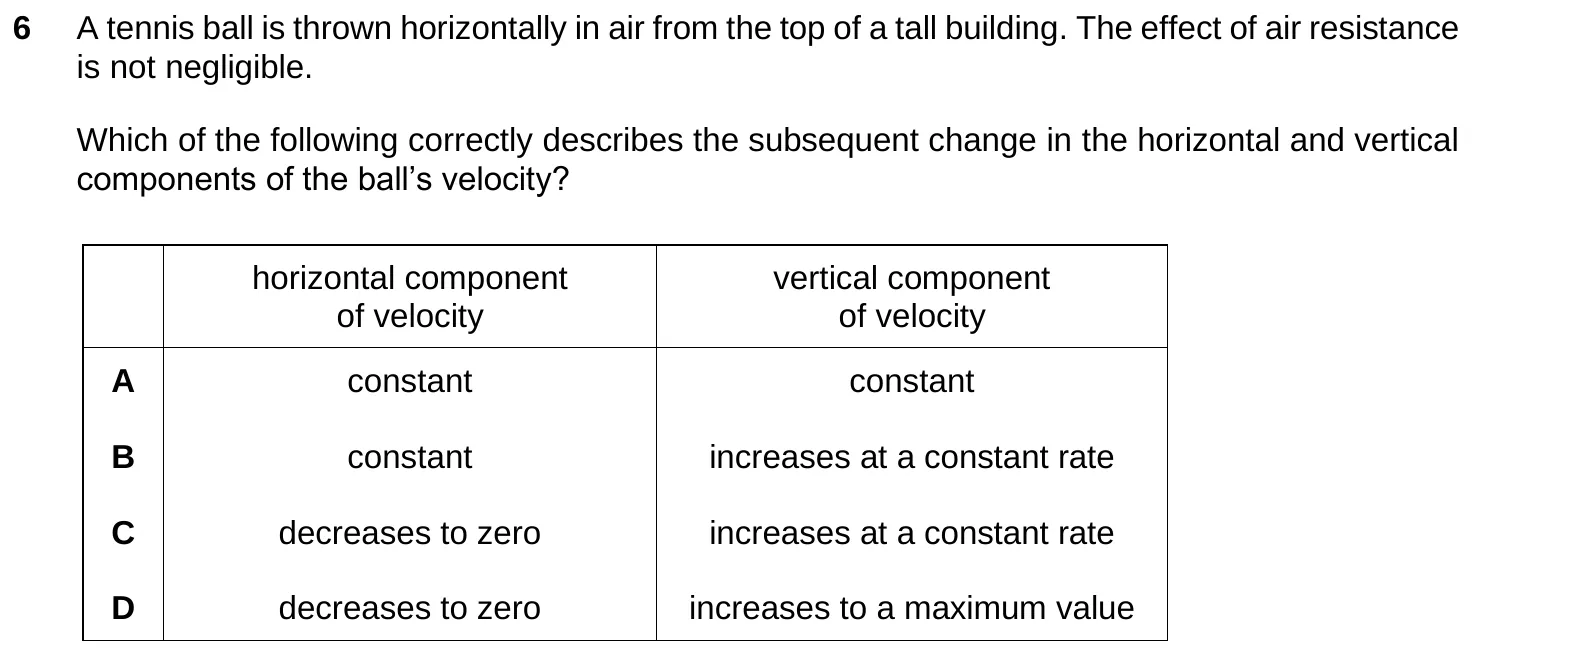 6 A tennis ball is thrown horizontally in air from the top of a tall building. The effect of air resistance
is not negligible.
Which of the following correctly describes the subsequent change in the horizontal and vertical
components of the ball’s velocity?
horizontal component
of velocity
vertical component
of velocity
A constant constant
B constant increases at a constant rate
C decreases to zero increases at a constant rate
D decreases to zero increases to a maximum value